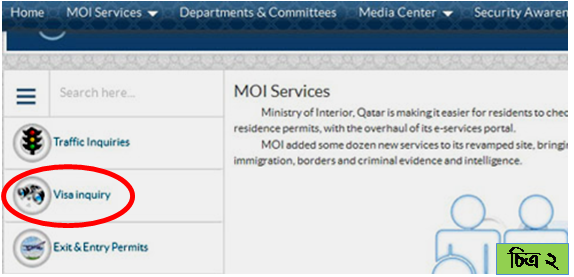 Home MOI Services Departments & Committees Media Center Security Awaren
Search here...
Traffic Inquiries
Visa inquiry
Exit & Entry Permits
MOI Services
Ministry of Interior, Qatar is making it easier for residents to chec
residence permits, with the overhaul of its e-services portal.
MOI added some dozen new services to its revamped site, bringin
immigration, borders and criminal evidence and intelligence.
চিত্র ২